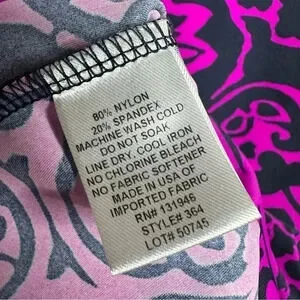 80% NYLON
20% SPANDEX
MACHINE WASH COLD
DO NOT SOAK
LINE DRY, COOL IRON
NO CHLORINE BLEACH
NO FABRIC SOFTENER
MADE IN USA OF
IMPORTED FABRIC
RN# 131946
STYLE# 364
LOT# 50745